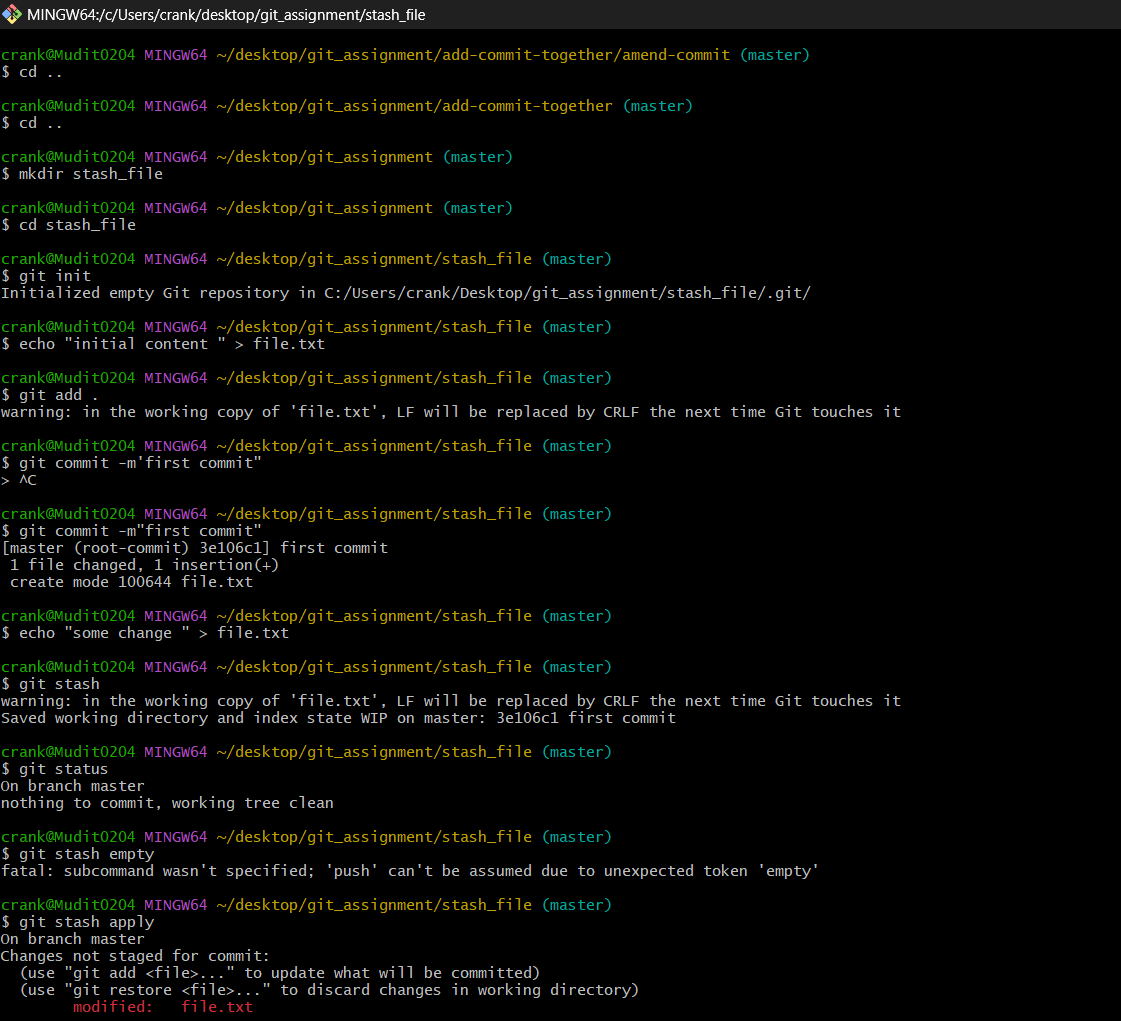 MINGW64:/c/Users/crank/desktop/git_assignment/stash_file
crank@Mudit0204 MINGW64 ~/desktop/git_assignment/add-commit-together/amend-commit (master)
$ cd ..
crank@Mudit0204 MINGW64 ~/desktop/git_assignment/add-commit-together (master)
$ cd ..
crank@Mudit0204 MINGW64 ~/desktop/git_assignment (master)
$ mkdir stash_file
crank@Mudit0204 MINGW64 ~/desktop/git_assignment (master)
$ cd stash_file
crank@Mudit0204 MINGW64 ~/desktop/git_assignment/stash_file (master)
$ git init
Initialized empty Git repository in C:/Users/crank/Desktop/git_assignment/stash_file/.git/
crank@Mudit0204 MINGW64 ~/desktop/git_assignment/stash_file (master)
$ echo "initial content " > file.txt
crank@Mudit0204 MINGW64 ~/desktop/git_assignment/stash_file (master)
$ git add .
warning: in the working copy of 'file.txt', LF will be replaced by CRLF the next time Git touches it
crank@Mudit0204 MINGW64 ~/desktop/git_assignment/stash_file (master)
$ git commit -m'first commit"
> ^C
crank@Mudit0204 MINGW64 ~/desktop/git_assignment/stash_file (master)
$ git commit -m"first commit"
[master (root-commit) 3e106c1] first commit
 1 file changed, 1 insertion(+)
 create mode 100644 file.txt
crank@Mudit0204 MINGW64 ~/desktop/git_assignment/stash_file (master)
$ echo "some change " > file.txt
crank@Mudit0204 MINGW64 ~/desktop/git_assignment/stash_file (master)
$ git stash
warning: in the working copy of 'file.txt', LF will be replaced by CRLF the next time Git touches it
Saved working directory and index state WIP on master: 3e106c1 first commit
crank@Mudit0204 MINGW64 ~/desktop/git_assignment/stash_file (master)
$ git status
On branch master
nothing to commit, working tree clean
crank@Mudit0204 MINGW64 ~/desktop/git_assignment/stash_file (master)
$ git stash empty
fatal: subcommand wasn't specified; 'push' can't be assumed due to unexpected token 'empty'
crank@Mudit0204 MINGW64 ~/desktop/git_assignment/stash_file (master)
$ git stash apply
On branch master
Changes not staged for commit:
  (use "git add <file>..." to update what will be committed)
  (use "git restore <file>..." to discard changes in working directory)
        modified:   file.txt